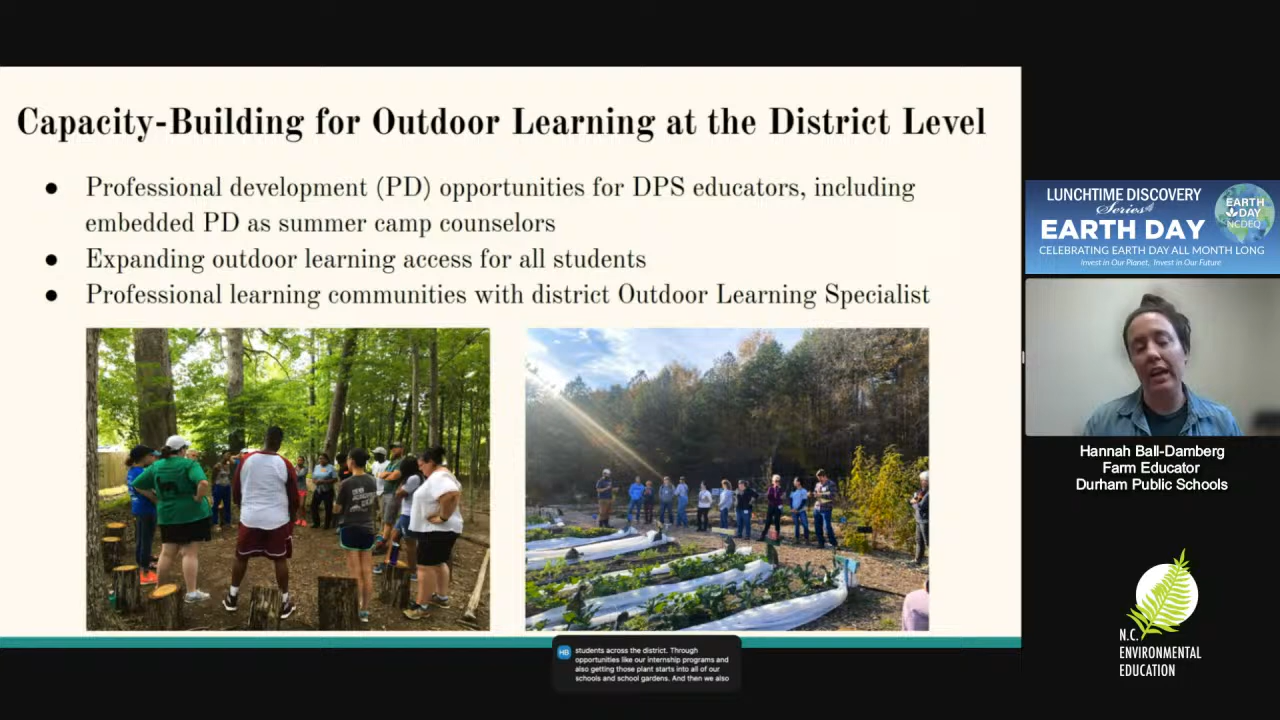 Capacity-Building for Outdoor Learning at the District Level
● Professional development (PD) opportunities for DPS educators, including
embedded PD as summer camp counselors
● Expanding outdoor learning access for all students
● Professional learning communities with district Outdoor Learning Specialist
LUNCHTIME DISCOVERY
Series
EARTH DAY
CELEBRATING EARTH DAY ALL MONTH LONG
Invest in Our Planet, Invest in Our Future
EARTH
DAY
NCDEQ
Hannah Ball-Damberg
Farm Educator
Durham Public Schools
N.C.
ENVIRONMENTAL
EDUCATION
HB
students across the district. Through
opportunities like our internship programs and
also getting those plant starts into all of our
schools and school gardens. And then we also